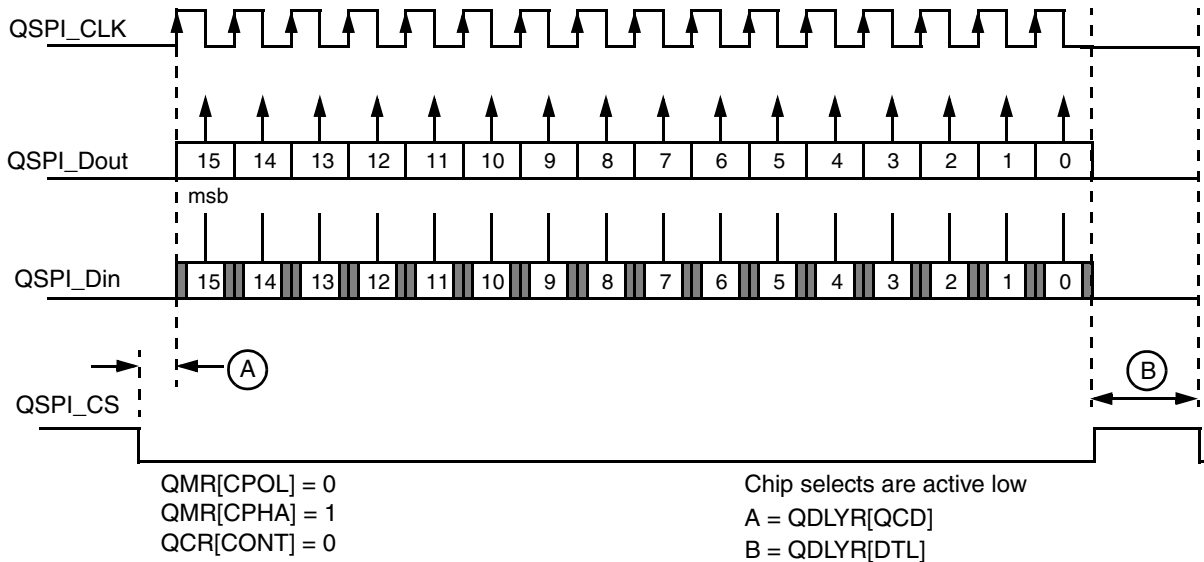 QSPI_CLK
QSPI_Dout
15 14 13 12 11 10 9 8 7 6 5 4 3 2 1 0
msb
QSPI_Din
15 14 13 12 11 10 9 8 7 6 5 4 3 2 1 0
A
B
QSPI_CS
QMR[CPOL] = 0
QMR[CPHA] = 1
QCR[CONT] = 0
Chip selects are active low
A = QDLYR[QCD]
B = QDLYR[DTL]